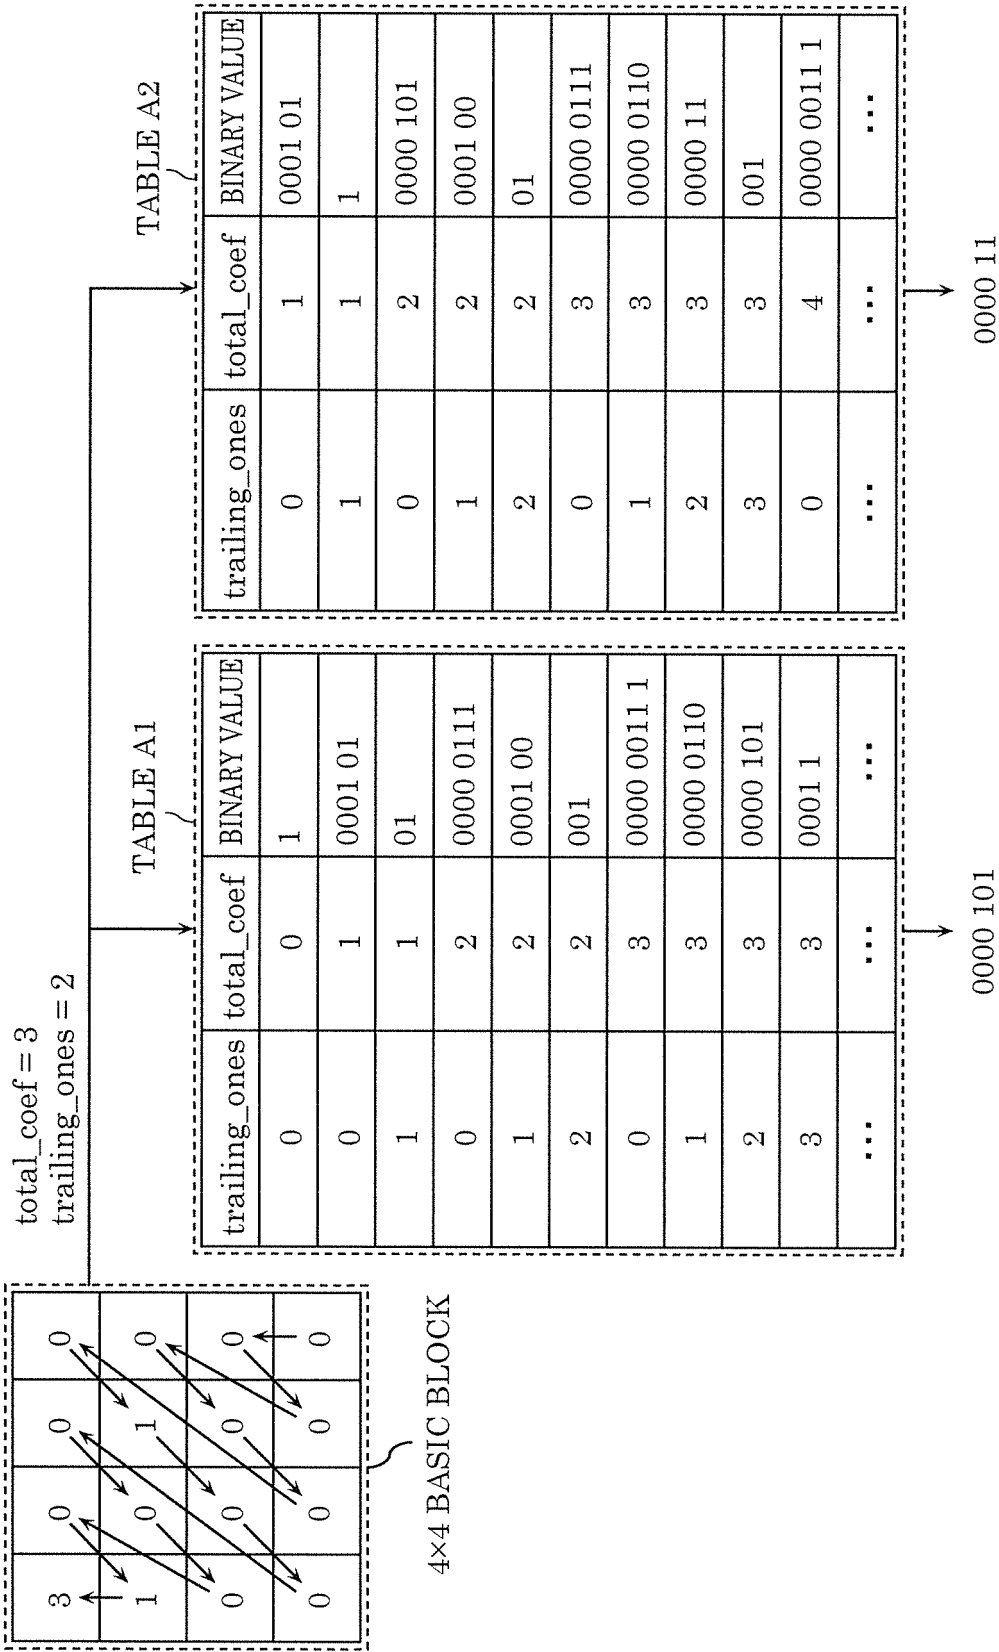 3 0 0 0
1 0 1 0
0 0 0 0
0 0 0 0
4×4 BASIC BLOCK
total_coef = 3
trailing_ones = 2
TABLE A1
trailing_ones total_coef BINARY VALUE
0 0 1
0 1 0001 01
1 1 01
0 2 0000 0111
1 2 0001 00
2 2 001
0 3 0000 0011 1
1 3 0000 0110
2 3 0000 101
3 3 0001 1
... ... ...
0000 101
TABLE A2
trailing_ones total_coef BINARY VALUE
0 1 0001 01
1 1 1
0 2 0000 101
1 2 0001 00
2 2 01
0 3 0000 0111
1 3 0000 0110
2 3 0000 11
3 3 001
0 4 0000 0011 1
... ... ...
0000 11